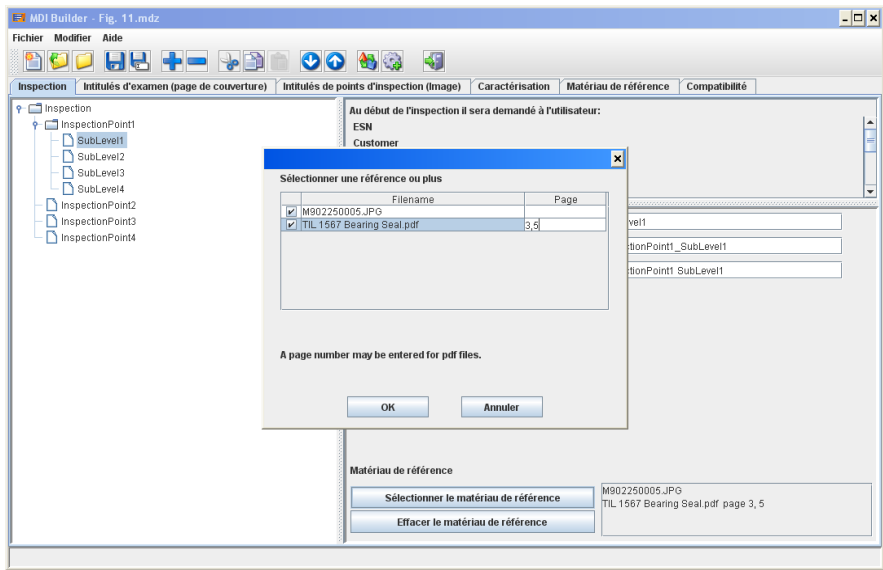 MDI Builder - Fig. 11.mdz
Fichier Modifier Aide
Inspection Intitulés d'examen (page de couverture) Intitulés de points d'inspection (Image) Caractérisation Matériau de référence Compatibilité
Inspection
InspectionPoint1
SubLevel1
SubLevel2
SubLevel3
SubLevel4
InspectionPoint2
InspectionPoint3
InspectionPoint4
Au début de l'inspection il sera demandé à l'utilisateur:
ESN
Customer
Sélectionner une référence ou plus
Filename Page
M902250005.JPG
TIL 1567 Bearing Seal.pdf 3,5
A page number may be entered for pdf files.
OK Annuler
vel1
tionPoint1_SubLevel1
tionPoint1 SubLevel1
Matériau de référence
Sélectionner le matériau de référence
Effacer le matériau de référence
M902250005.JPG
TIL 1567 Bearing Seal.pdf page 3, 5